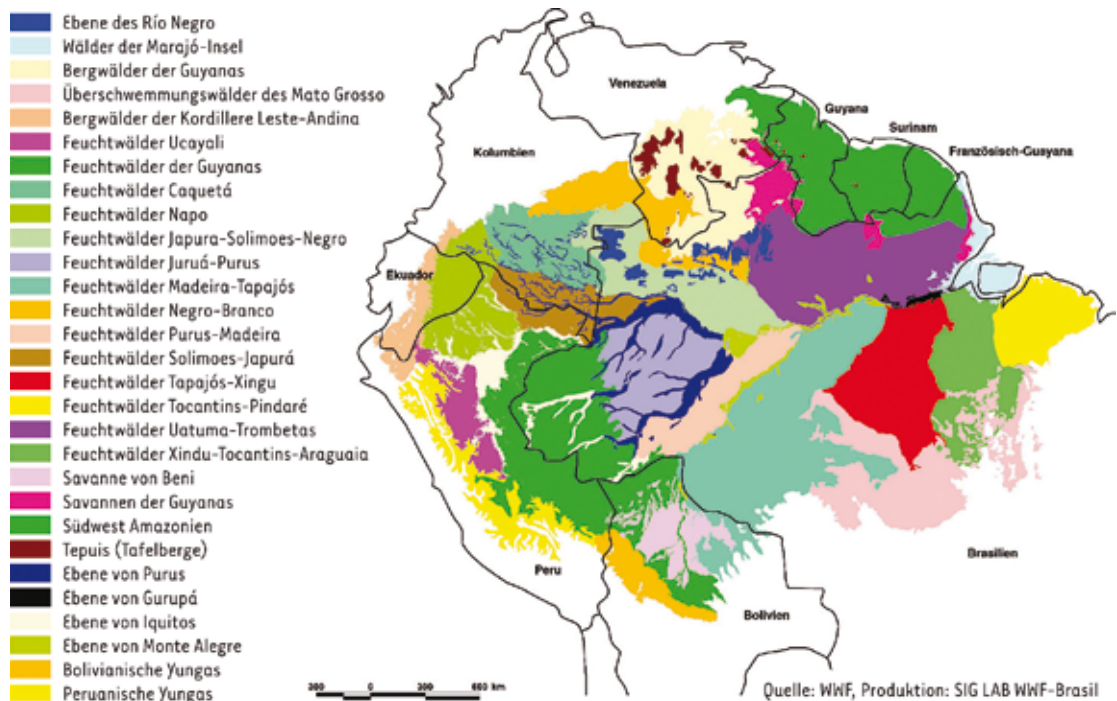 Ebene des Río Negro
Wälder der Marajó-Insel
Bergwälder der Guyanas
Überschwemmungswälder des Mato Grosso
Bergwälder der Kordillere Leste-Andina
Feuchtwälder Ucayali
Feuchtwälder der Guyanas
Feuchtwälder Caquetá
Feuchtwälder Napo
Feuchtwälder Japura-Solimoes-Negro
Feuchtwälder Juruá-Purus
Feuchtwälder Madeira-Tapajós
Feuchtwälder Negro-Branco
Feuchtwälder Purus-Madeira
Feuchtwälder Solimoes-Japurá
Feuchtwälder Tapajós-Xingu
Feuchtwälder Tocantins-Pindaré
Feuchtwälder Uatuma-Trombetas
Feuchtwälder Xindu-Tocantins-Araguaia
Savanne von Beni
Savannen der Guyanas
Südwest Amazonien
Tepuis (Tafelberge)
Ebene von Purus
Ebene von Gurupá
Ebene von Iquitos
Ebene von Monte Alegre
Bolivianische Yungas
Peruanische Yungas
Venezuela
Guyana
Surinam
Französisch-Guayana
Kolumbien
Ekuador
Peru
Brasilien
Bolivien
300 0 300 600 km
Quelle: WWF, Produktion: SIG LAB WWF-Brasil